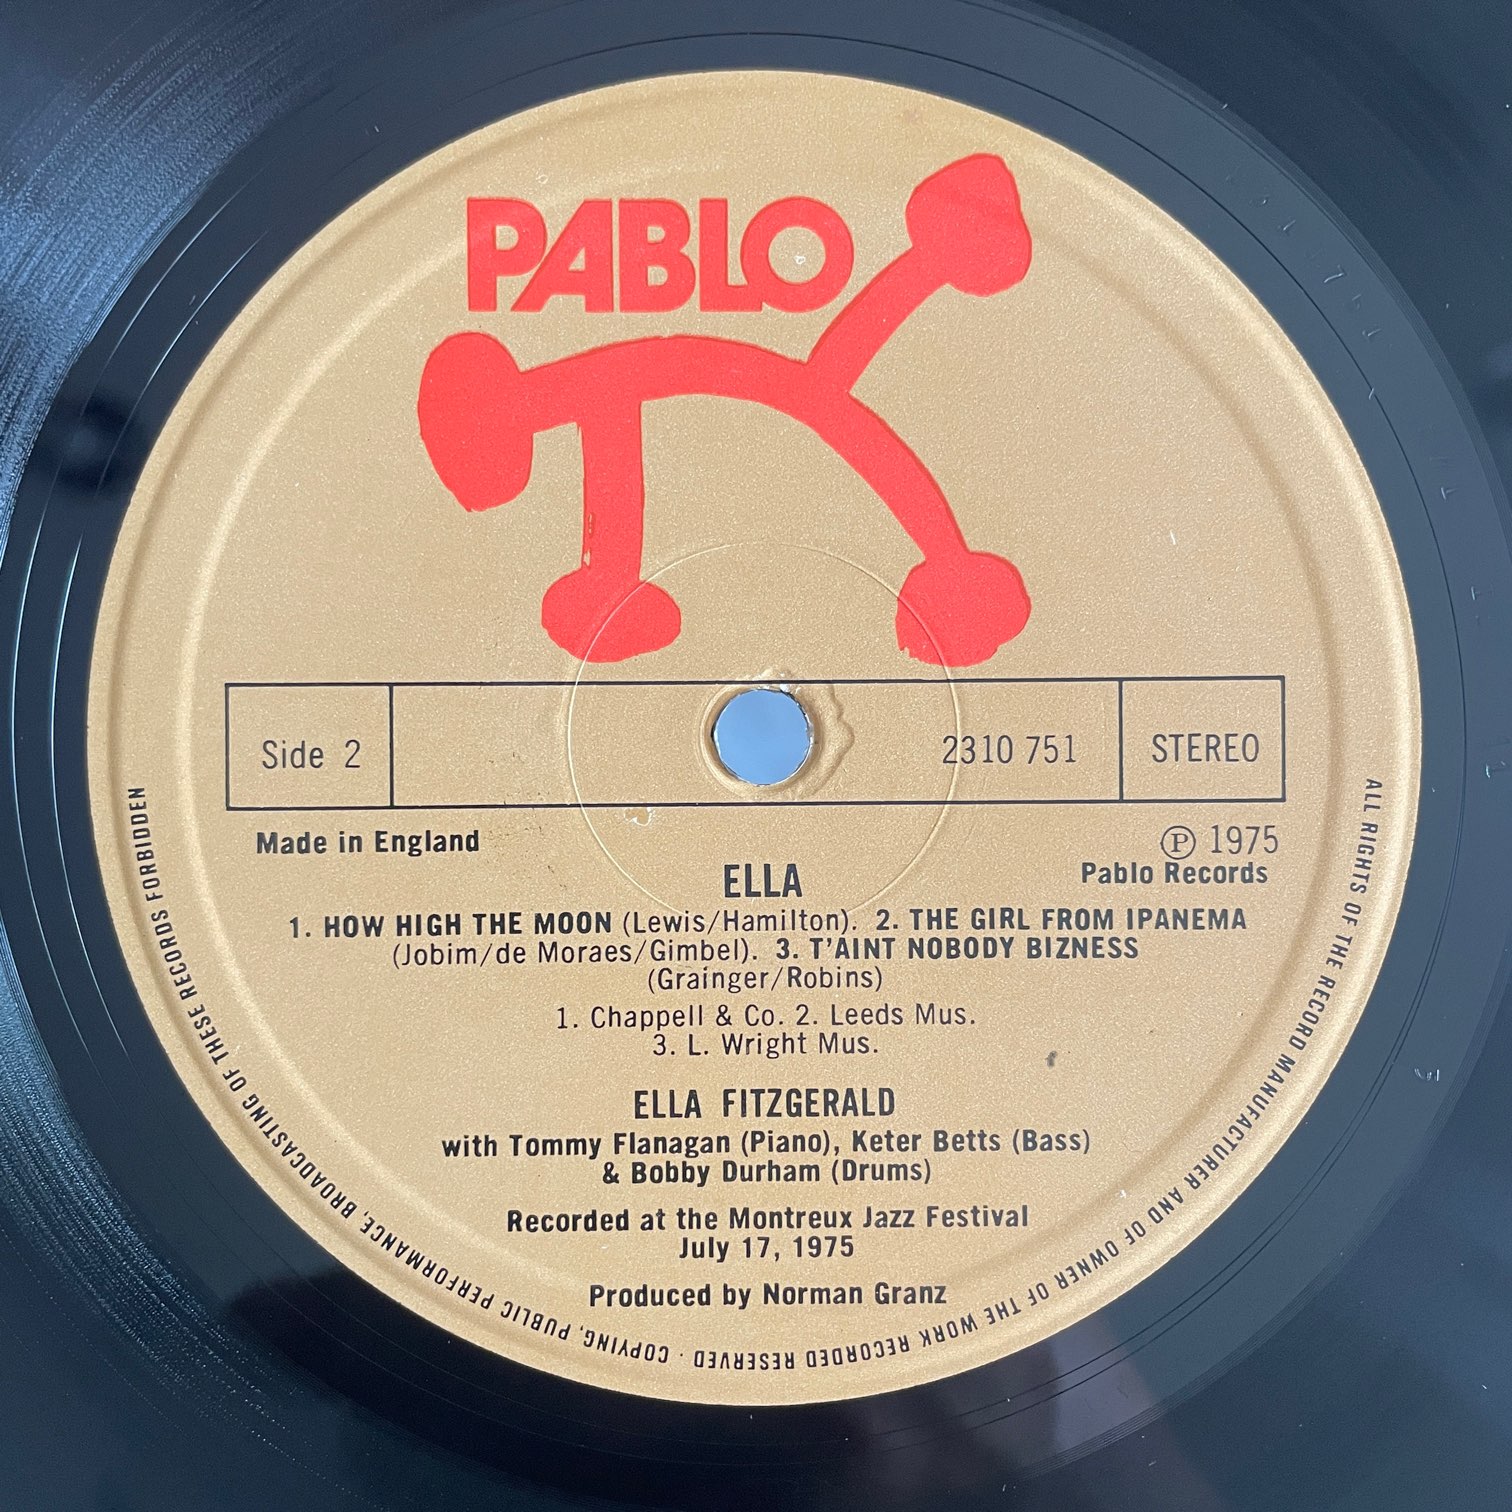 PABLO
Side 2
2310 751
STEREO
Made in England
Ⓟ 1975
Pablo Records
ELLA
1. HOW HIGH THE MOON (Lewis/Hamilton). 2. THE GIRL FROM IPANEMA
(Jobim/de Moraes/Gimbel). 3. T'AINT NOBODY BIZNESS
(Grainger/Robins)
1. Chappell & Co. 2. Leeds Mus.
3. L. Wright Mus.
ELLA FITZGERALD
with Tommy Flanagan (Piano), Keter Betts (Bass)
& Bobby Durham (Drums)
Recorded at the Montreux Jazz Festival
July 17, 1975
Produced by Norman Granz
ALL RIGHTS OF THE RECORD MANUFACTURER AND OF OWNER OF THE WORK RECORDED RESERVED · COPYING, PUBLIC PERFORMANCE, BROADCASTING OF THESE RECORDS FORBIDDEN